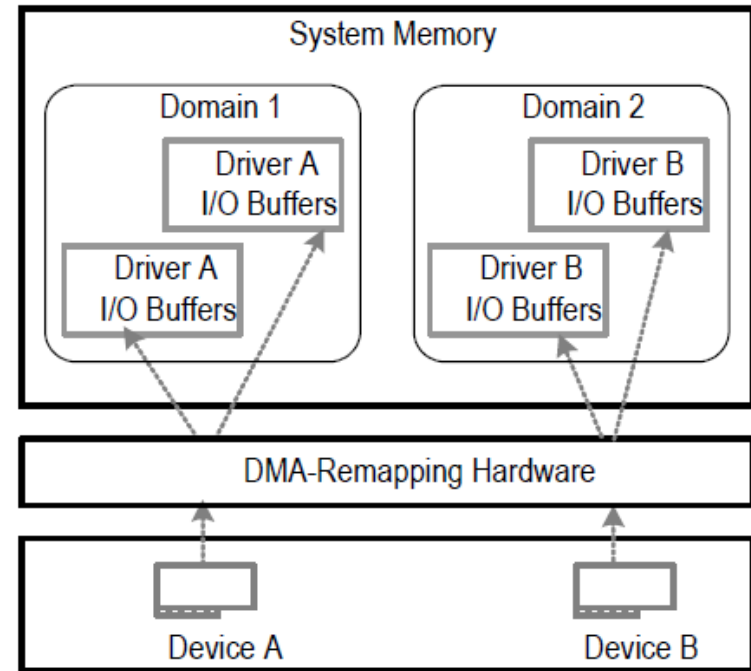 System Memory
Domain 1
Driver A
I/O Buffers
Driver A
I/O Buffers
Domain 2
Driver B
I/O Buffers
Driver B
I/O Buffers
DMA-Remapping Hardware
Device A
Device B